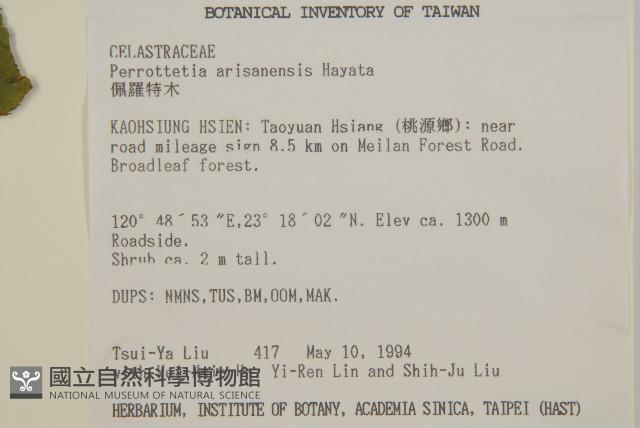 BOTANICAL INVENTORY OF TAIWAN
CELASTRACEAE
Perrottetia arisanensis Hayata
佩羅特木
KAOHSIUNG HSIEN: Taoyuan Hsiang (桃源鄉): near
road mileage sign 8.5 km on Meilan Forest Road.
Broadleaf forest.
120° 48´ 53 "E,23° 18´ 02 "N. Elev ca. 1300 m
Roadside.
Shrub ca. 2 m tall.
DUPS: NMNS,TUS,BM,OOM,MAK.
Tsui-Ya Liu 417 May 10, 1994
Yi-Ren Lin and Shih-Ju Liu
國立自然科學博物館
NATIONAL MUSEUM OF NATURAL SCIENCE
HERBARIUM, INSTITUTE OF BOTANY, ACADEMIA SINICA, TAIPEI (HAST)